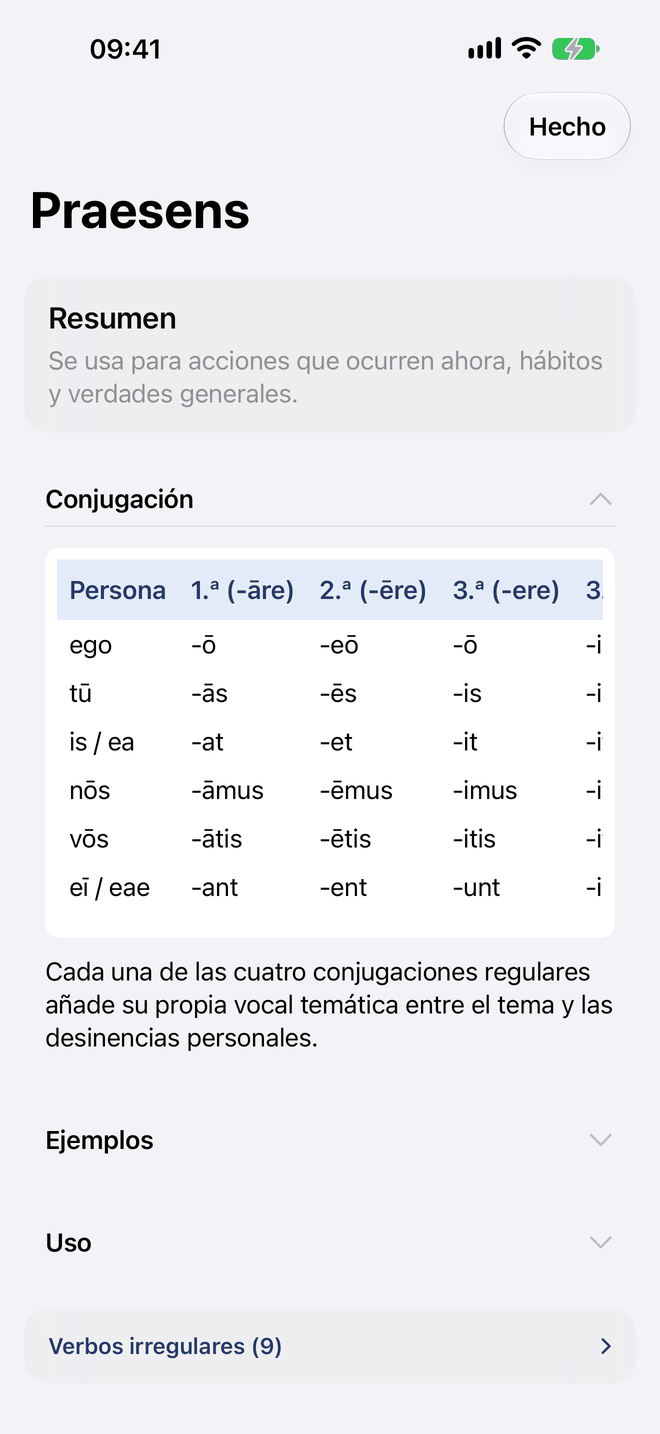 09:41
Hecho
Praesens
Resumen
Se usa para acciones que ocurren ahora, hábitos
y verdades generales.
Conjugación
Persona 1.ª (-āre) 2.ª (-ēre) 3.ª (-ere)
ego -ō -eō -ō
tū -ās -ēs -is
is / ea -at -et -it
nōs -āmus -ēmus -imus
vōs -ātis -ētis -itis
eī / eae -ant -ent -unt
Cada una de las cuatro conjugaciones regulares
añade su propia vocal temática entre el tema y las
desinencias personales.
Ejemplos
Uso
Verbos irregulares (9)